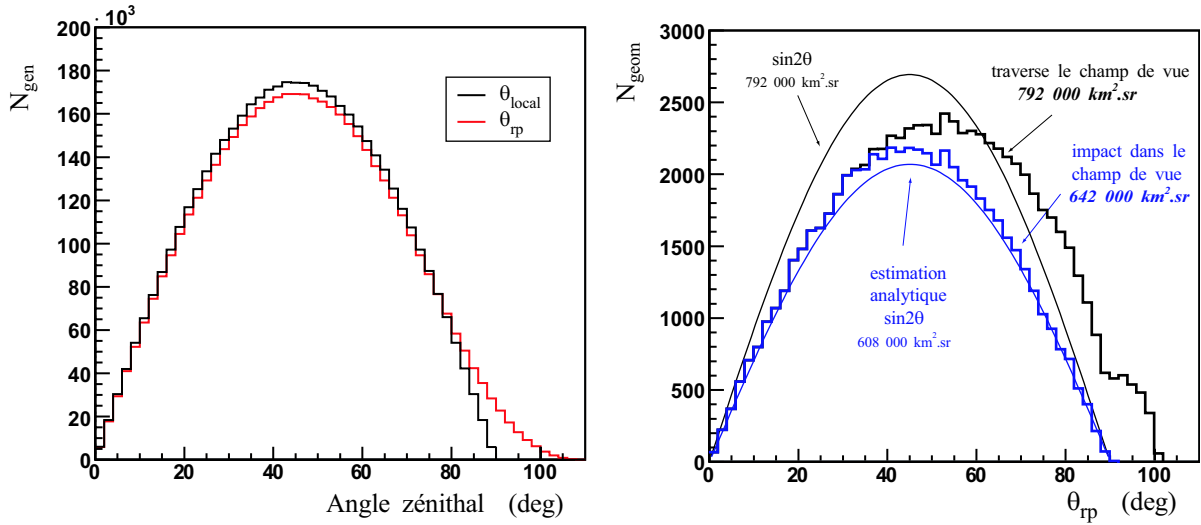 × 10³
N_gen
200
180
160
140
120
100
80
60
40
20
0
0 20 40 60 80 100
Angle zénithal (deg)
θ_local
θ_rp
N_geom
3000
2500
2000
1500
1000
500
0
0 20 40 60 80 100
θ_rp (deg)
sin2θ
792 000 km².sr
traverse le champ de vue
792 000 km².sr
impact dans le
champ de vue
642 000 km².sr
estimation
analytique
sin2θ
608 000 km².sr